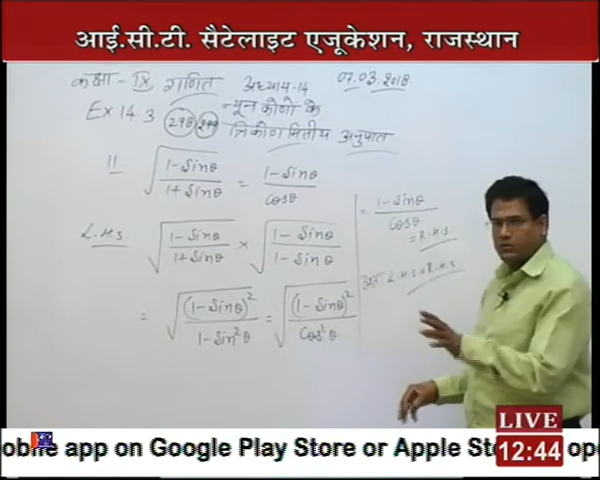 आई.सी.टी. सैटेलाइट एजूकेशन, राजस्थान
कक्षा - IX गणित अध्याय-14 07.03.2018
Ex 14.3 298 299 न्यून कोणो के
त्रिकोणमितीय अनुपात
11 √((1-Sinθ)/(1+Sinθ)) = (1-Sinθ)/Cosθ
L.H.S √((1-Sinθ)/(1+Sinθ)) × √((1-Sinθ)/(1-Sinθ))
= √((1-Sinθ)²/(1-Sin²θ)) = √((1-Sinθ)²/Cos²θ)
= (1-Sinθ)/Cosθ
= R.H.S
अतः L.H.S = R.H.S
LIVE
12:44
obile app on Google Play Store or Apple St ope